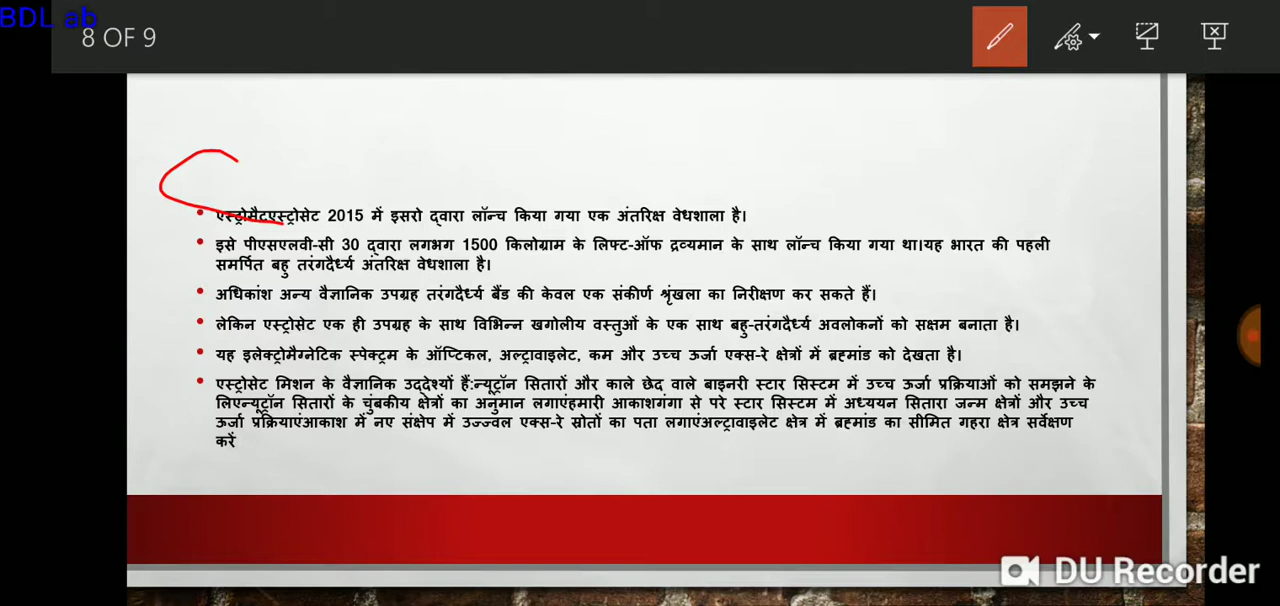 BDL ab
8 OF 9
एस्ट्रोमैटएस्ट्रोसेट 2015 में इसरो द्वारा लॉन्च किया गया एक अंतरिक्ष वेधशाला है।
इसे पीएसएलवी-सी 30 द्वारा लगभग 1500 किलोग्राम के लिफ्ट-ऑफ द्रव्यमान के साथ लॉन्च किया गया था।यह भारत की पहली
समर्पित बहु तरंगदैर्ध्य अंतरिक्ष वेधशाला है।
अधिकांश अन्य वैज्ञानिक उपग्रह तरंगदैर्ध्य बैंड की केवल एक संकीर्ण श्रृंखला का निरीक्षण कर सकते हैं।
लेकिन एस्ट्रोसेट एक ही उपग्रह के साथ विभिन्न खगोलीय वस्तुओं के एक साथ बहु-तरंगदैर्ध्य अवलोकनों को सक्षम बनाता है।
यह इलेक्ट्रोमैग्नेटिक स्पेक्ट्रम के ऑप्टिकल, अल्ट्रावाइलेट, कम और उच्च ऊर्जा एक्स-रे क्षेत्रों में ब्रह्मांड को देखता है।
एस्ट्रोसेट मिशन के वैज्ञानिक उद्देश्यों हैं:न्यूट्रॉन सितारों और काले छेद वाले बाइनरी स्टार सिस्टम में उच्च ऊर्जा प्रक्रियाओं को समझने के
लिएन्यूट्रॉन सितारों के चुंबकीय क्षेत्रों का अनुमान लगाएंहमारी आकाशगंगा से परे स्टार सिस्टम में अध्ययन सितारा जन्म क्षेत्रों और उच्च
ऊर्जा प्रक्रियाएंआकाश में नए संक्षेप में उज्ज्वल एक्स-रे स्रोतों का पता लगाएंअल्ट्रावाइलेट क्षेत्र में ब्रह्मांड का सीमित गहरा क्षेत्र सर्वेक्षण
करें
DU Recorder